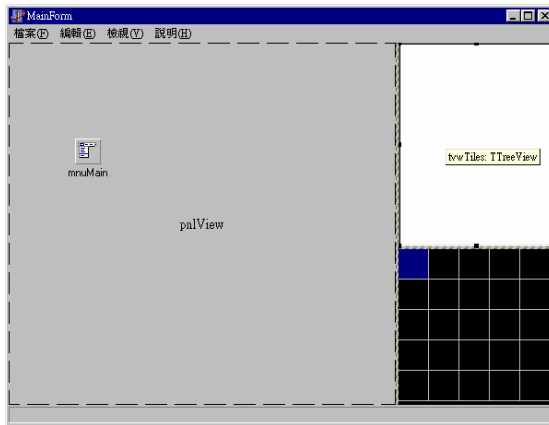 MainForm
檔案(F) 編輯(E) 檢視(V) 說明(H)
mnuMain
tvwTiles: TTreeView
pnlView